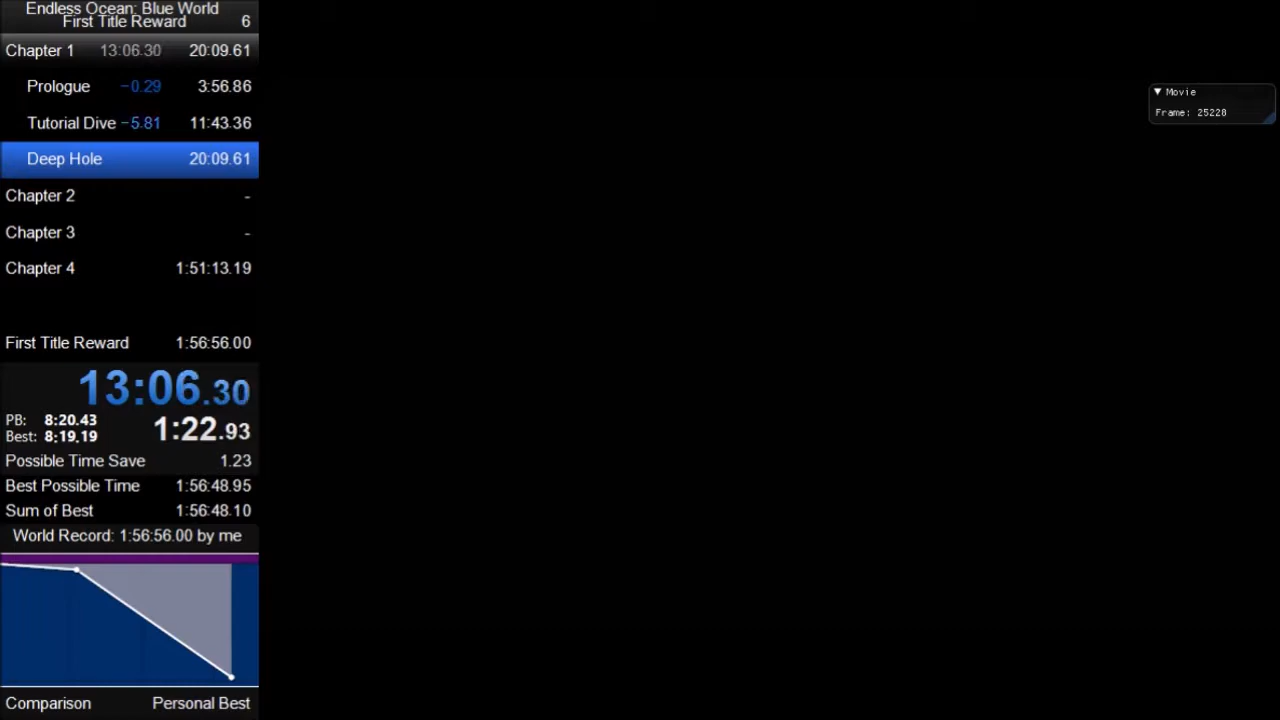 Endless Ocean: Blue World
First Title Reward 6
Chapter 1 13:06.30 20:09.61
Prologue −0.29 3:56.86
Tutorial Dive −5.81 11:43.36
Deep Hole 20:09.61
Chapter 2 -
Chapter 3 -
Chapter 4 1:51:13.19
First Title Reward 1:56:56.00
13:06.30
PB: 8:20.43
Best: 8:19.19
1:22.93
Possible Time Save 1.23
Best Possible Time 1:56:48.95
Sum of Best 1:56:48.10
World Record: 1:56:56.00 by me
Comparison Personal Best
▼ Movie
Frame: 25228